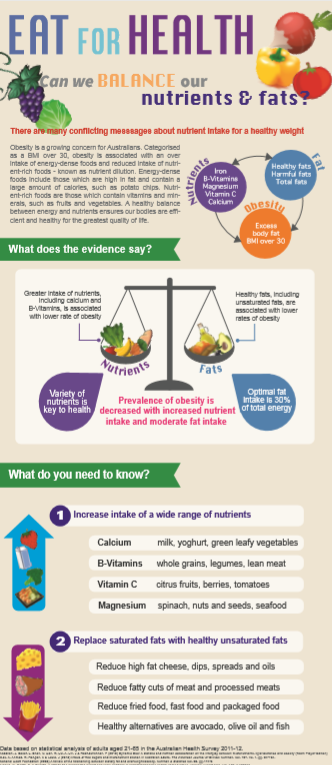 EAT FOR HEALTH
Can we BALANCE our
nutrients & fats?
There are many conflicting messsages about nutrient intake for a healthy weight
Obesity is a growing concern for Australians. Categorised
as a BMI over 30, obesity is associated with an over
intake of energy-dense foods and reduced intake of nutri-
ent-rich foods - known as nutrient dilution. Energy-dense
foods include those which are high in fat and contain a
large amount of calories, such as potato chips. Nutri-
ent-rich foods are those which contain vitamins and min-
erals, such as fruits and vegetables. A healthy balance
between energy and nutrients ensures our bodies are effi-
cient and healthy for the greatest quality of life.
Nutrients
Iron
B-Vitamins
Magnesium
Vitamin C
Calcium
Fat
Healthy fats
Harmful fats
Total fats
Obesity
Excess
body fat
BMI over 30
What does the evidence say?
Greater intake of nutrients,
including calcium and
B-Vitamins, is associated
with lower rate of obesity
Healthy fats, including
unsaturated fats, are
associated with lower
rates of obesity
Nutrients
Fats
Variety of
nutrients is
key to health
Prevalence of obesity is
decreased with increased nutrient
intake and moderate fat intake
Optimal fat
intake is 30%
of total energy
What do you need to know?
1 Increase intake of a wide range of nutrients
Calcium milk, yoghurt, green leafy vegetables
B-Vitamins whole grains, legumes, lean meat
Vitamin C citrus fruits, berries, tomatoes
Magnesium spinach, nuts and seeds, seafood
2 Replace saturated fats with healthy unsaturated fats
Reduce high fat cheese, dips, spreads and oils
Reduce fatty cuts of meat and processed meats
Reduce fried food, fast food and packaged food
Healthy alternatives are avocado, olive oil and fish
Data based on statistical analysis of adults aged 21-65 in the Australian Health Survey 2011-12.